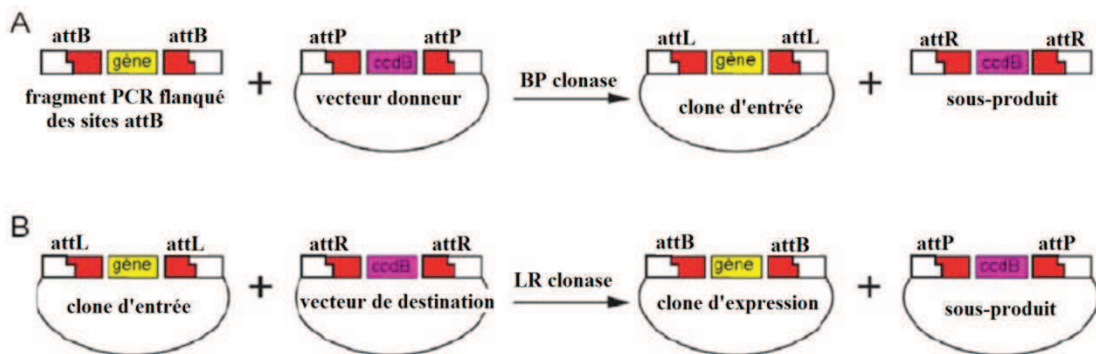 A
attB attB attP attP attL attL attR attR
gène ccdB gène ccdB
+ BP clonase +
fragment PCR flanqué
des sites attB
vecteur donneur
clone d'entrée
sous-produit
B
attL attL attR attR attB attB attP attP
gène ccdB gène ccdB
+ LR clonase +
clone d'entrée
vecteur de destination
clone d'expression
sous-produit